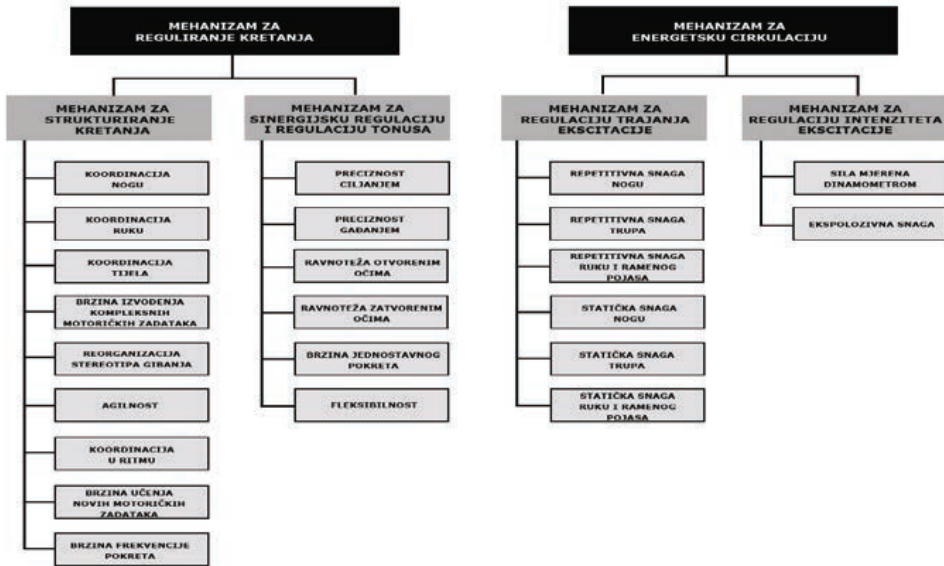 MEHANIZAM ZA
REGULIRANJE KRETANJA
MEHANIZAM ZA
STRUKTURIRANJE
KRETANJA
KOORDINACIJA
NOGU
KOORDINACIJA
RUKU
KOORDINACIJA
TIJELA
BRZINA IZVOĐENJA
KOMPLEKSNIH
MOTORIČKIH ZADATAKA
REORGANIZACIJA
STEREOTIPA GIBANJA
AGILNOST
KOORDINACIJA
U RITMU
BRZINA UČENJA
NOVIH MOTORIČKIH
ZADATAKA
BRZINA FREKVENCIJE
POKRETA
MEHANIZAM ZA
SINERGIJSKU REGULACIJU
I REGULACIJU TONUSA
PRECIZNOST
CILJANJEM
PRECIZNOST
GAĐANJEM
RAVNOTEŽA OTVORENIM
OČIMA
RAVNOTEŽA ZATVORENIM
OČIMA
BRZINA JEDNOSTAVNOG
POKRETA
FLEKSIBILNOST
MEHANIZAM ZA
ENERGETSKU CIRKULACIJU
MEHANIZAM ZA
REGULACIJU TRAJANJA
EKSCITACIJE
REPETITIVNA SNAGA
NOGU
REPETITIVNA SNAGA
TRUPA
REPETITIVNA SNAGA
RUKU I RAMENOG
POJASA
STATIČKA SNAGA
NOGU
STATIČKA SNAGA
TRUPA
STATIČKA SNAGA
RUKU I RAMENOG
POJASA
MEHANIZAM ZA
REGULACIJU INTENZITETA
EKSCITACIJE
SILA MJERENA
DINAMOMETROM
EKSPOLOZIVNA SNAGA